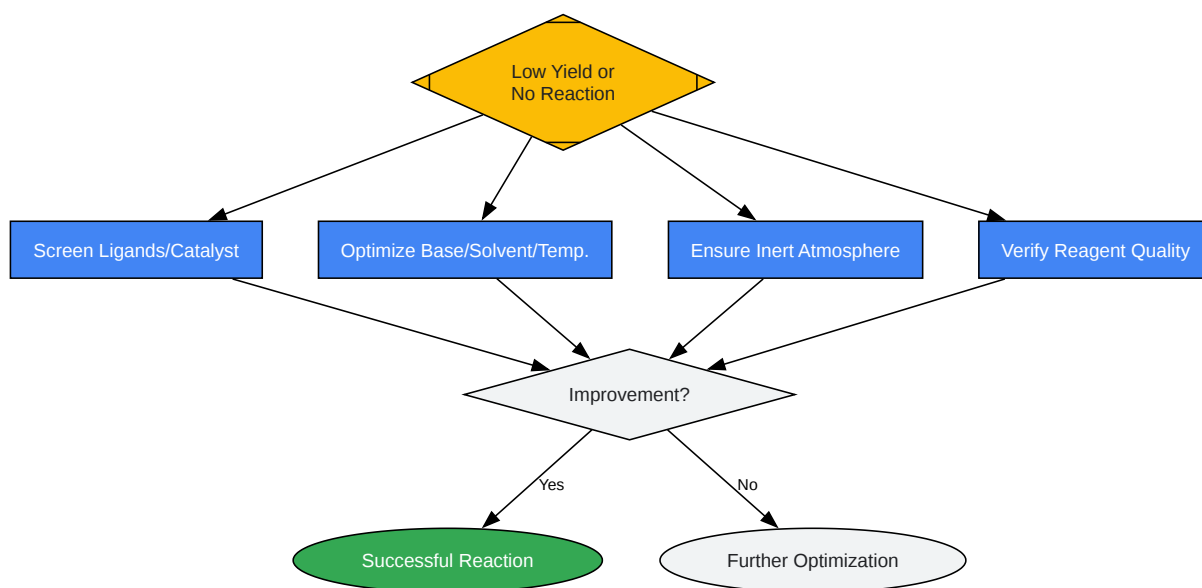 Low Yield or
No Reaction
Screen Ligands/Catalyst
Optimize Base/Solvent/Temp.
Ensure Inert Atmosphere
Verify Reagent Quality
Improvement?
Yes
No
Successful Reaction
Further Optimization